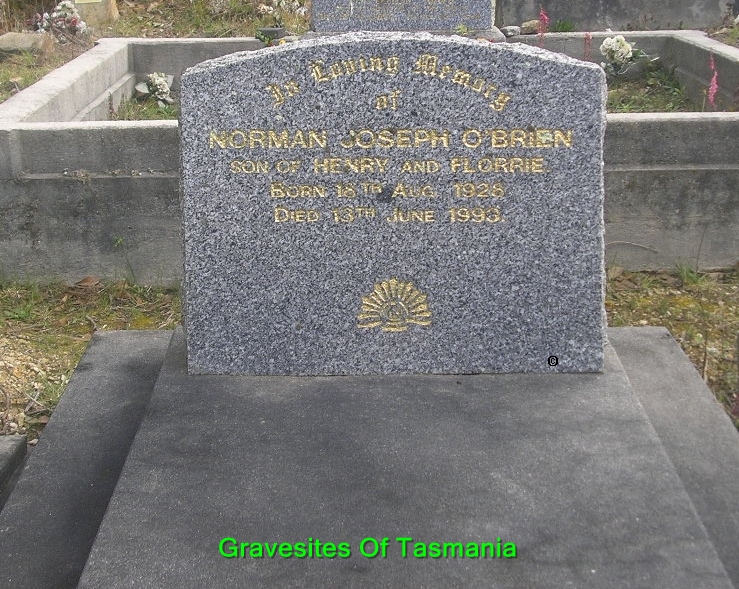 In Loving Memory
of
NORMAN JOSEPH O'BRIEN
SON OF HENRY AND FLORRIE
BORN 18TH AUG. 1928
DIED 13TH JUNE 1993.
©
Gravesites Of Tasmania